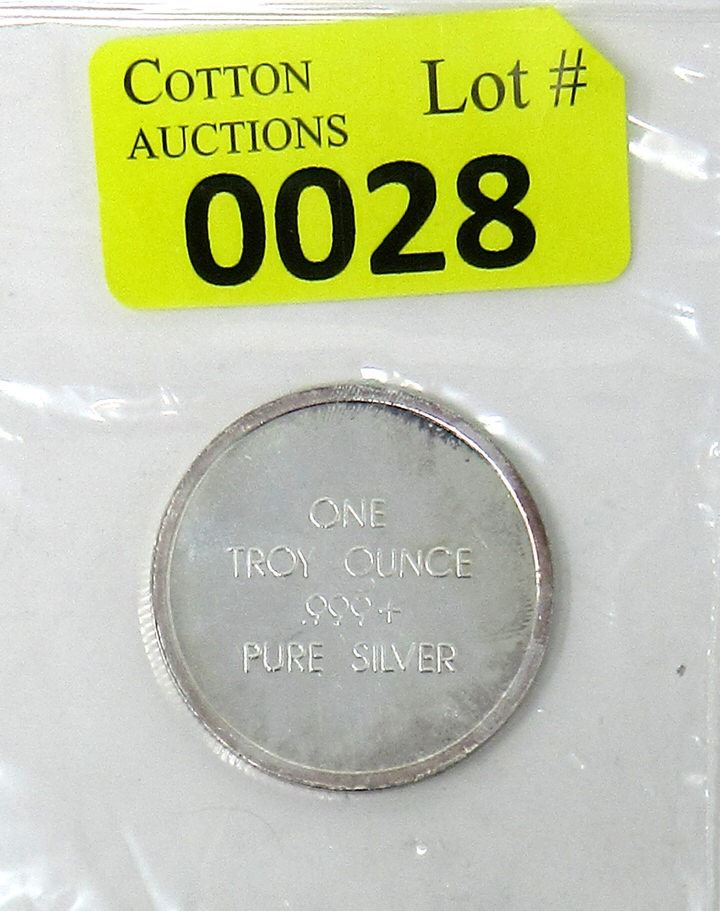 COTTON
AUCTIONS
Lot #
0028
ONE
TROY OUNCE
.999+
PURE SILVER